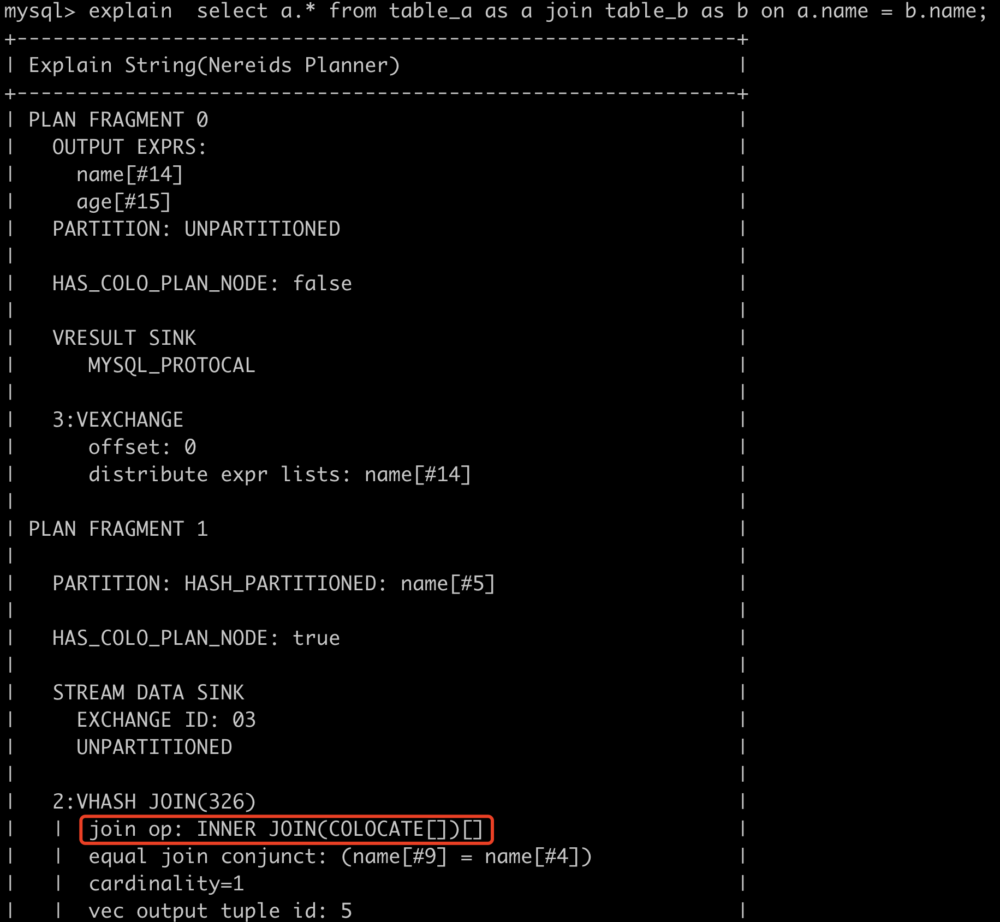 mysql> explain  select a.* from table_a as a join table_b as b on a.name = b.name;
+------------------------------------------------------------+
| Explain String(Nereids Planner)                            |
+------------------------------------------------------------+
| PLAN FRAGMENT 0                                            |
|   OUTPUT EXPRS:                                            |
|     name[#14]                                              |
|     age[#15]                                               |
|   PARTITION: UNPARTITIONED                                 |
|                                                            |
|   HAS_COLO_PLAN_NODE: false                                |
|                                                            |
|   VRESULT SINK                                             |
|      MYSQL_PROTOCAL                                        |
|                                                            |
|   3:VEXCHANGE                                              |
|      offset: 0                                             |
|      distribute expr lists: name[#14]                      |
|                                                            |
| PLAN FRAGMENT 1                                            |
|                                                            |
|   PARTITION: HASH_PARTITIONED: name[#5]                    |
|                                                            |
|   HAS_COLO_PLAN_NODE: true                                 |
|                                                            |
|   STREAM DATA SINK                                         |
|     EXCHANGE ID: 03                                        |
|     UNPARTITIONED                                          |
|                                                            |
|   2:VHASH JOIN(326)                                        |
|   |  join op: INNER JOIN(COLOCATE[])[]                     |
|   |  equal join conjunct: (name[#9] = name[#4])            |
|   |  cardinality=1                                         |
|   |  vec output tuple id: 5                                |